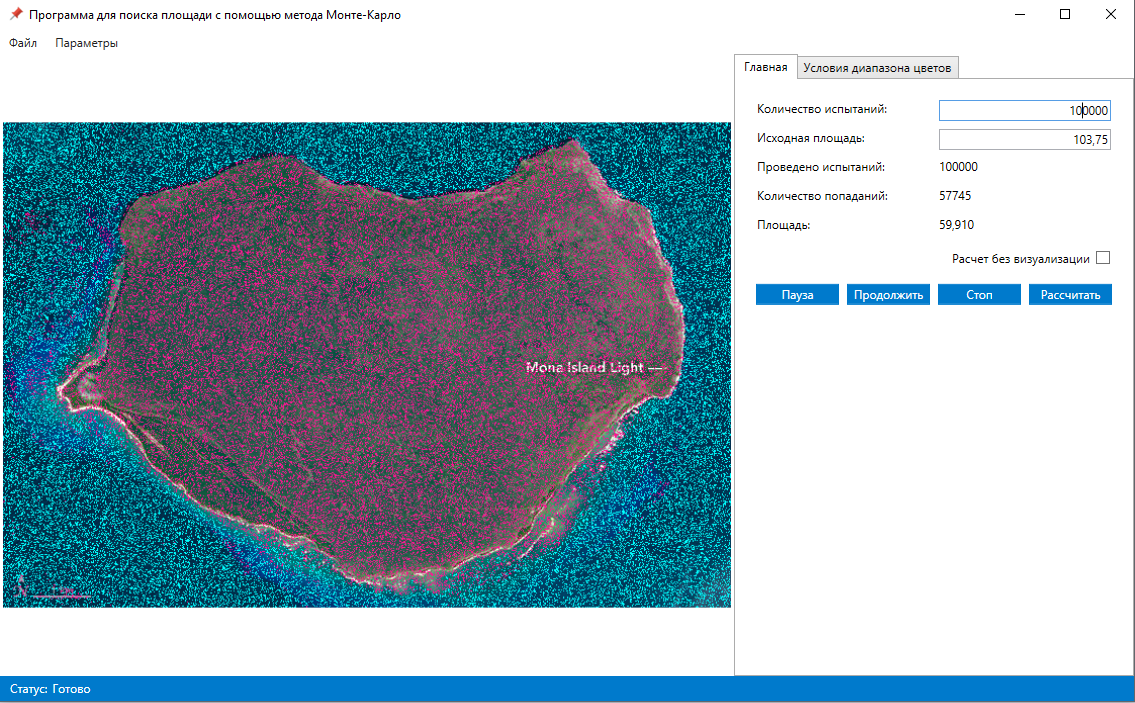 Программа для поиска площади с помощью метода Монте-Карло
Файл Параметры
Главная Условия диапазона цветов
Количество испытаний: 100000
Исходная площадь: 103,75
Проведено испытаний: 100000
Количество попаданий: 57745
Площадь: 59,910
Расчет без визуализации
Пауза Продолжить Стоп Рассчитать
Mona Island Light
N
Статус: Готово